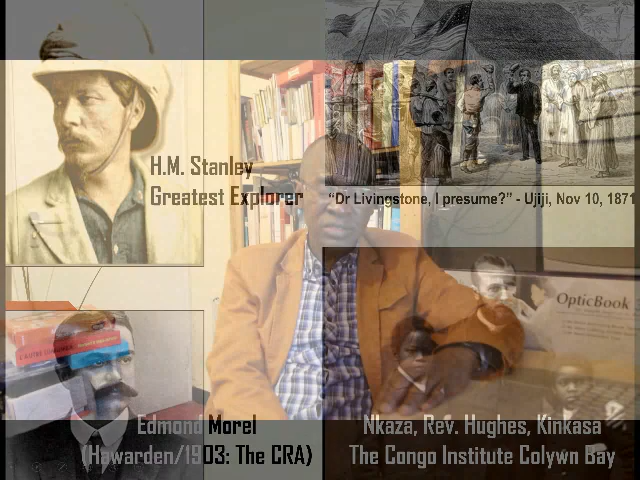 H.M. Stanley
Greatest Explorer
“Dr Livingstone, I presume?” - Ujiji, Nov 10, 1871
OpticBook
L'AUTRE
Edmond Morel
(Hawarden/1903: The CRA)
Nkaza, Rev. Hughes, Kinkasa
The Congo Institute Colywn Bay